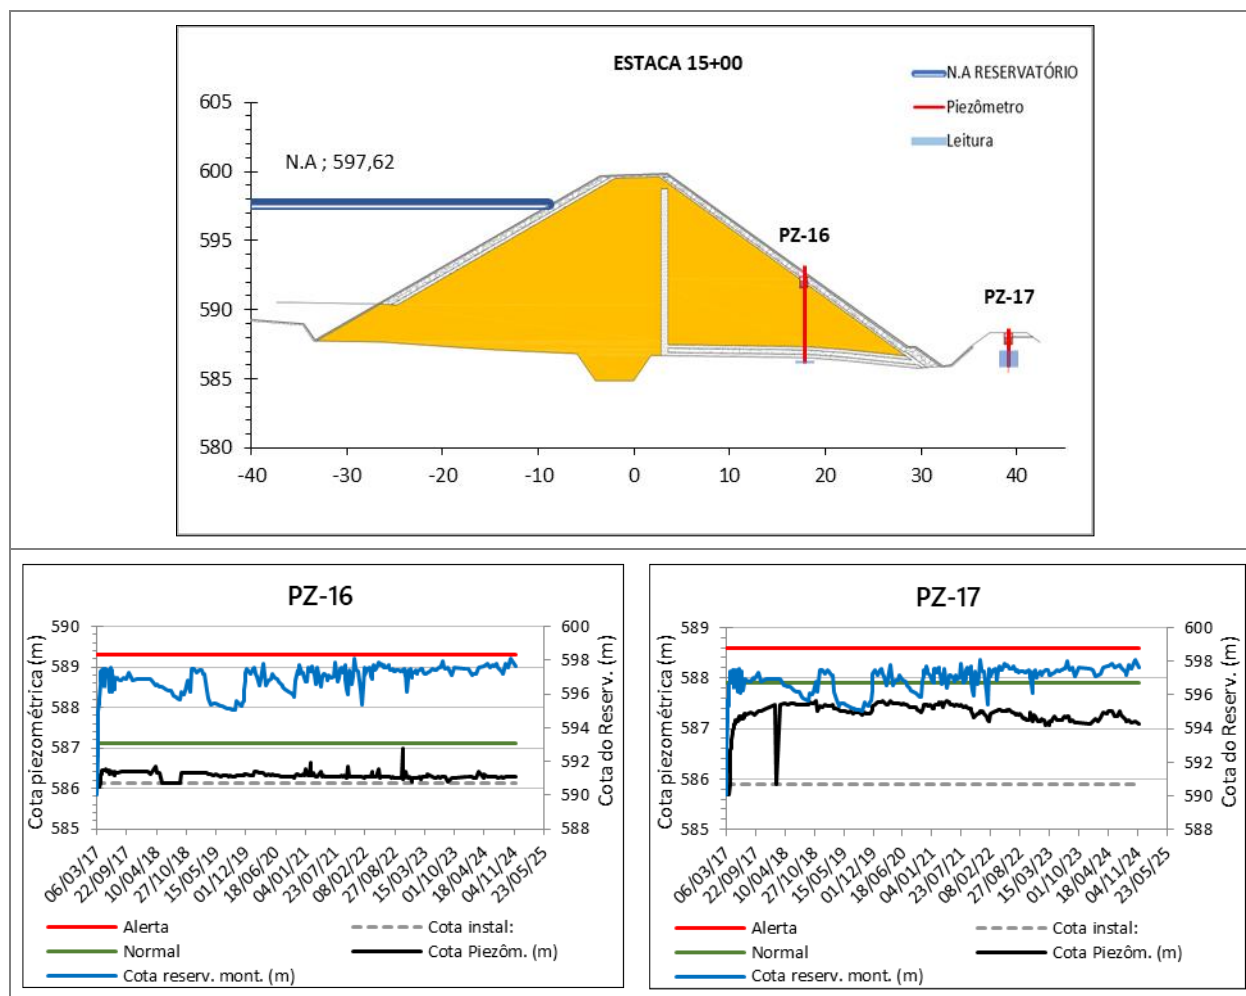 ESTACA 15+00
N.A RESERVATÓRIO
Piezômetro
Leitura
N.A ; 597,62
PZ-16
PZ-17
605
600
595
590
585
580
-40 -30 -20 -10 0 10 20 30 40
PZ-16
Cota piezométrica (m)
590
589
588
587
586
585
Cota do Reserv. (m)
600
598
596
594
592
590
588
06/03/17 22/09/17 10/04/18 27/10/18 15/05/19 01/12/19 18/06/20 04/01/21 23/07/21 08/02/22 27/08/22 15/03/23 01/10/23 18/04/24 04/11/24 23/05/25
Alerta
Cota instal:
Normal
Cota Piezôm. (m)
Cota reserv. mont. (m)
PZ-17
Cota piezométrica (m)
589
588
587
586
585
Cota do Reserv. (m)
600
598
596
594
592
590
588
06/03/17 22/09/17 10/04/18 27/10/18 15/05/19 01/12/19 18/06/20 04/01/21 23/07/21 08/02/22 27/08/22 15/03/23 01/10/23 18/04/24 04/11/24 23/05/25
Alerta
Cota instal:
Normal
Cota Piezôm. (m)
Cota reserv. mont. (m)